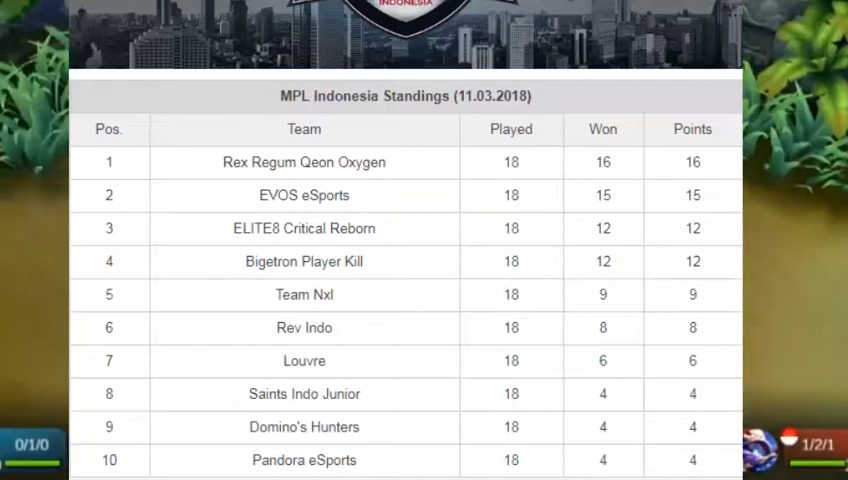 INDONESIA
MPL Indonesia Standings (11.03.2018)
Pos. Team Played Won Points
1 Rex Regum Qeon Oxygen 18 16 16
2 EVOS eSports 18 15 15
3 ELITE8 Critical Reborn 18 12 12
4 Bigetron Player Kill 18 12 12
5 Team Nxl 18 9 9
6 Rev Indo 18 8 8
7 Louvre 18 6 6
8 Saints Indo Junior 18 4 4
9 Domino's Hunters 18 4 4
10 Pandora eSports 18 4 4
0/1/0
1/2/1